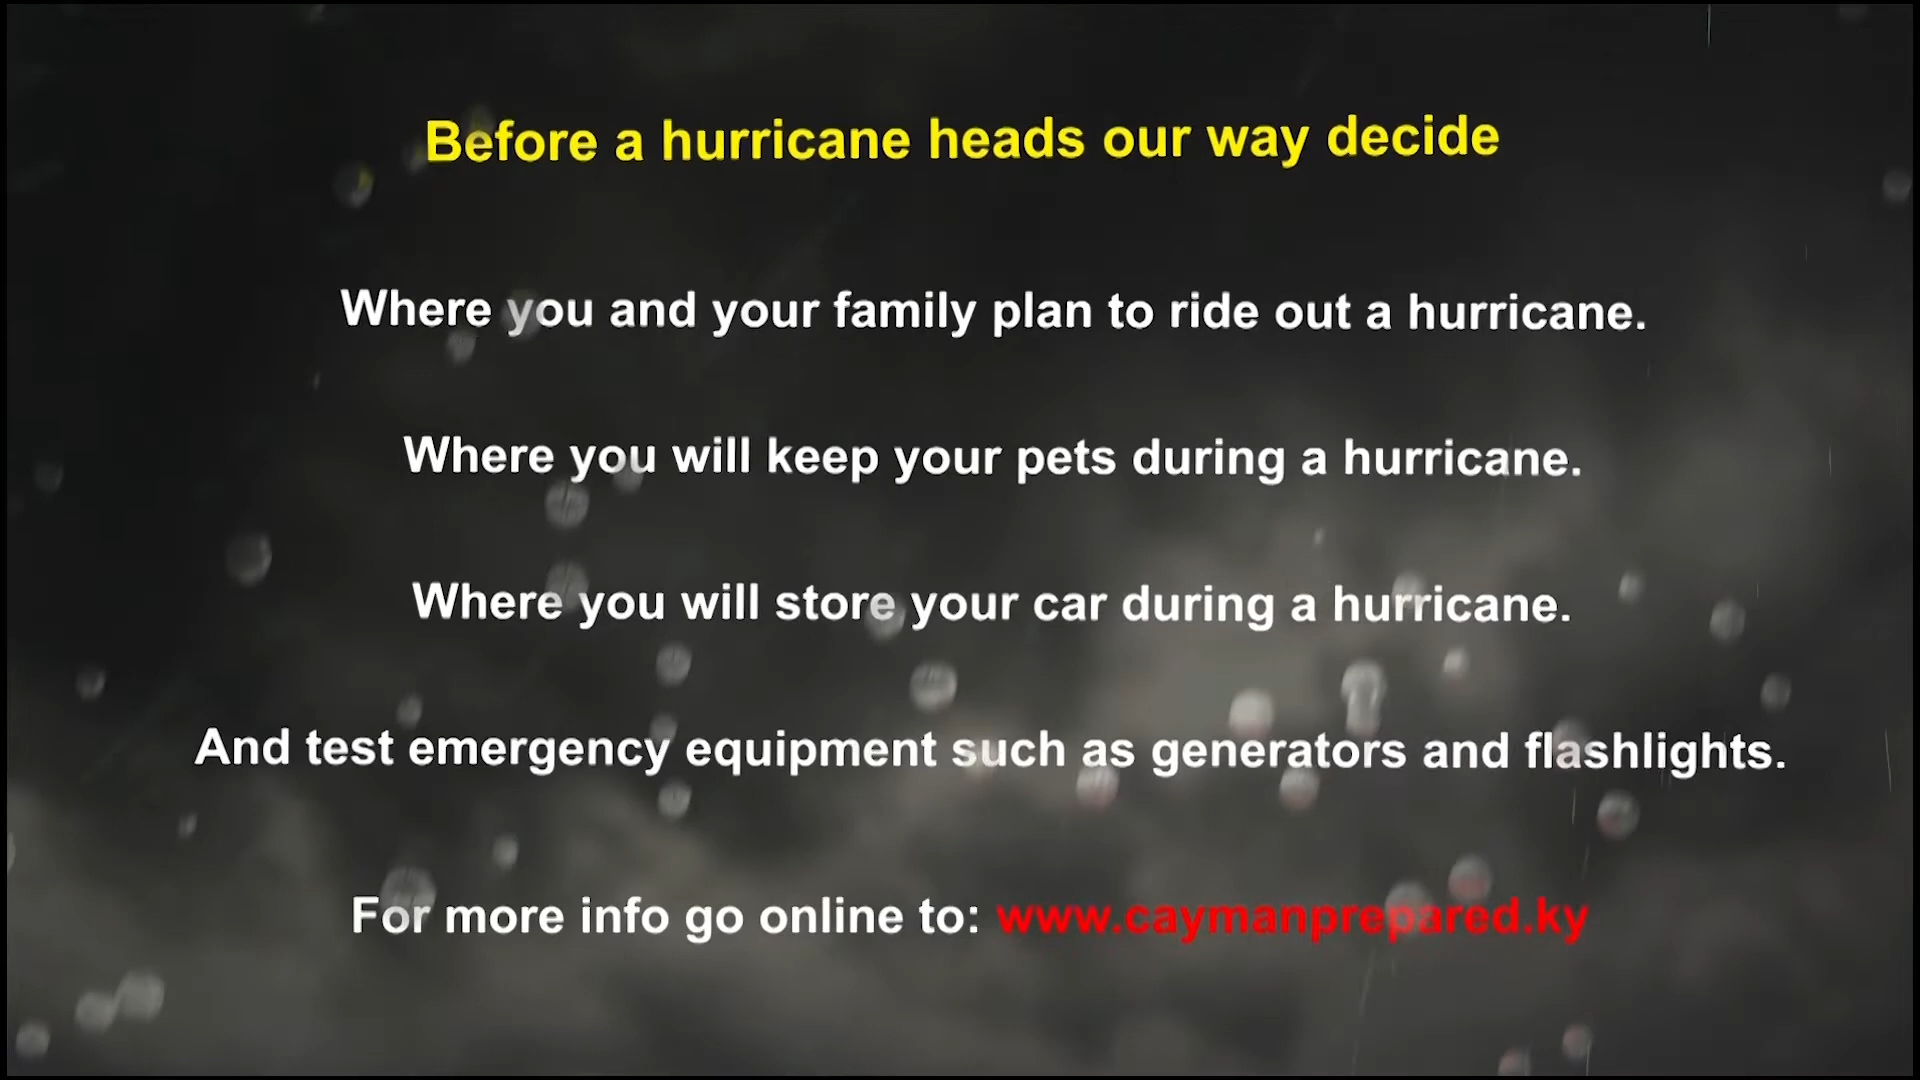 Before a hurricane heads our way decide
Where you and your family plan to ride out a hurricane.
Where you will keep your pets during a hurricane.
Where you will store your car during a hurricane.
And test emergency equipment such as generators and flashlights.
For more info go online to: www.caymanprepared.ky